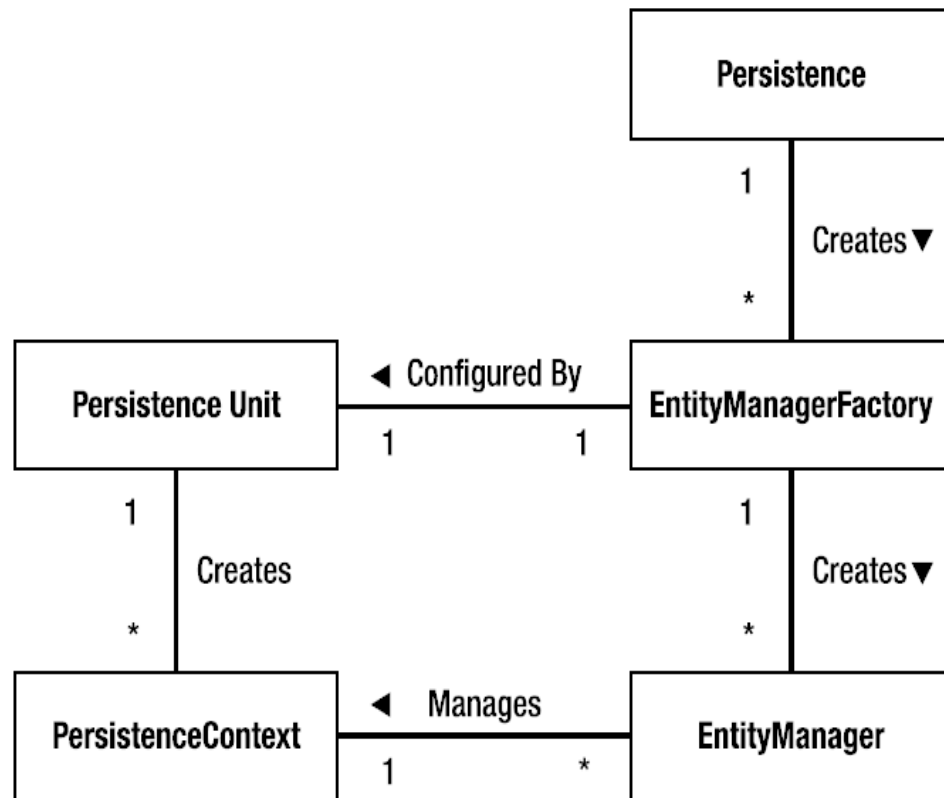 Persistence
1
Creates ▼
*
Persistence Unit
◄ Configured By
1 1
EntityManagerFactory
1
Creates
*
1
Creates ▼
*
PersistenceContext
◄ Manages
1 *
EntityManager